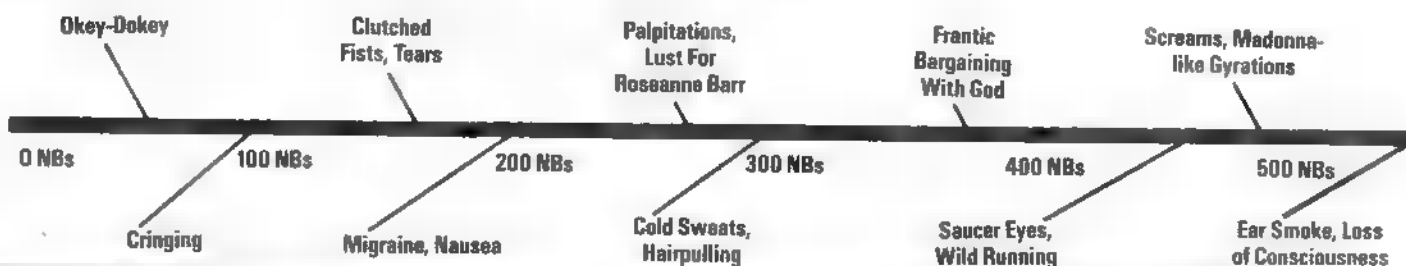 Okey-Dokey
Clutched
Fists, Tears
Palpitations,
Lust For
Roseanne Barr
Frantic
Bargaining
With God
Screams, Madonna-
like Gyrations
0 NBs
100 NBs
200 NBs
300 NBs
400 NBs
500 NBs
Cringing
Migraine, Nausea
Cold Sweats,
Hairpulling
Saucer Eyes,
Wild Running
Ear Smoke, Loss
of Consciousness